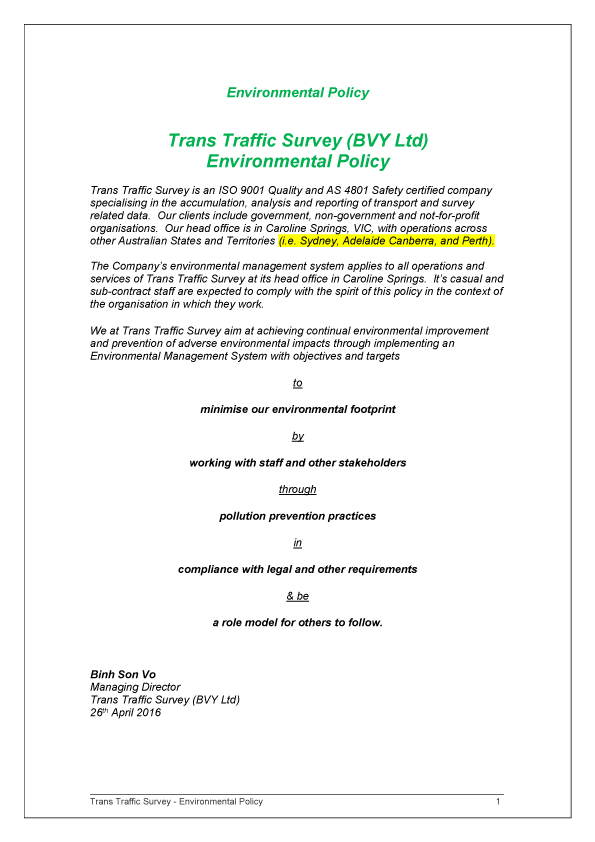 Environmental Policy
Trans Traffic Survey (BVY Ltd)
Environmental Policy
Trans Traffic Survey is an ISO 9001 Quality and AS 4801 Safety certified company
specialising in the accumulation, analysis and reporting of transport and survey
related data.  Our clients include government, non-government and not-for-profit
organisations.  Our head office is in Caroline Springs, VIC, with operations across
other Australian States and Territories (i.e. Sydney, Adelaide Canberra, and Perth).
The Company's environmental management system applies to all operations and
services of Trans Traffic Survey at its head office in Caroline Springs.  It's casual and
sub-contract staff are expected to comply with the spirit of this policy in the context of
the organisation in which they work.
We at Trans Traffic Survey aim at achieving continual environmental improvement
and prevention of adverse environmental impacts through implementing an
Environmental Management System with objectives and targets
to
minimise our environmental footprint
by
working with staff and other stakeholders
through
pollution prevention practices
in
compliance with legal and other requirements
& be
a role model for others to follow.
Binh Son Vo
Managing Director
Trans Traffic Survey (BVY Ltd)
26th April 2016
Trans Traffic Survey - Environmental Policy 1